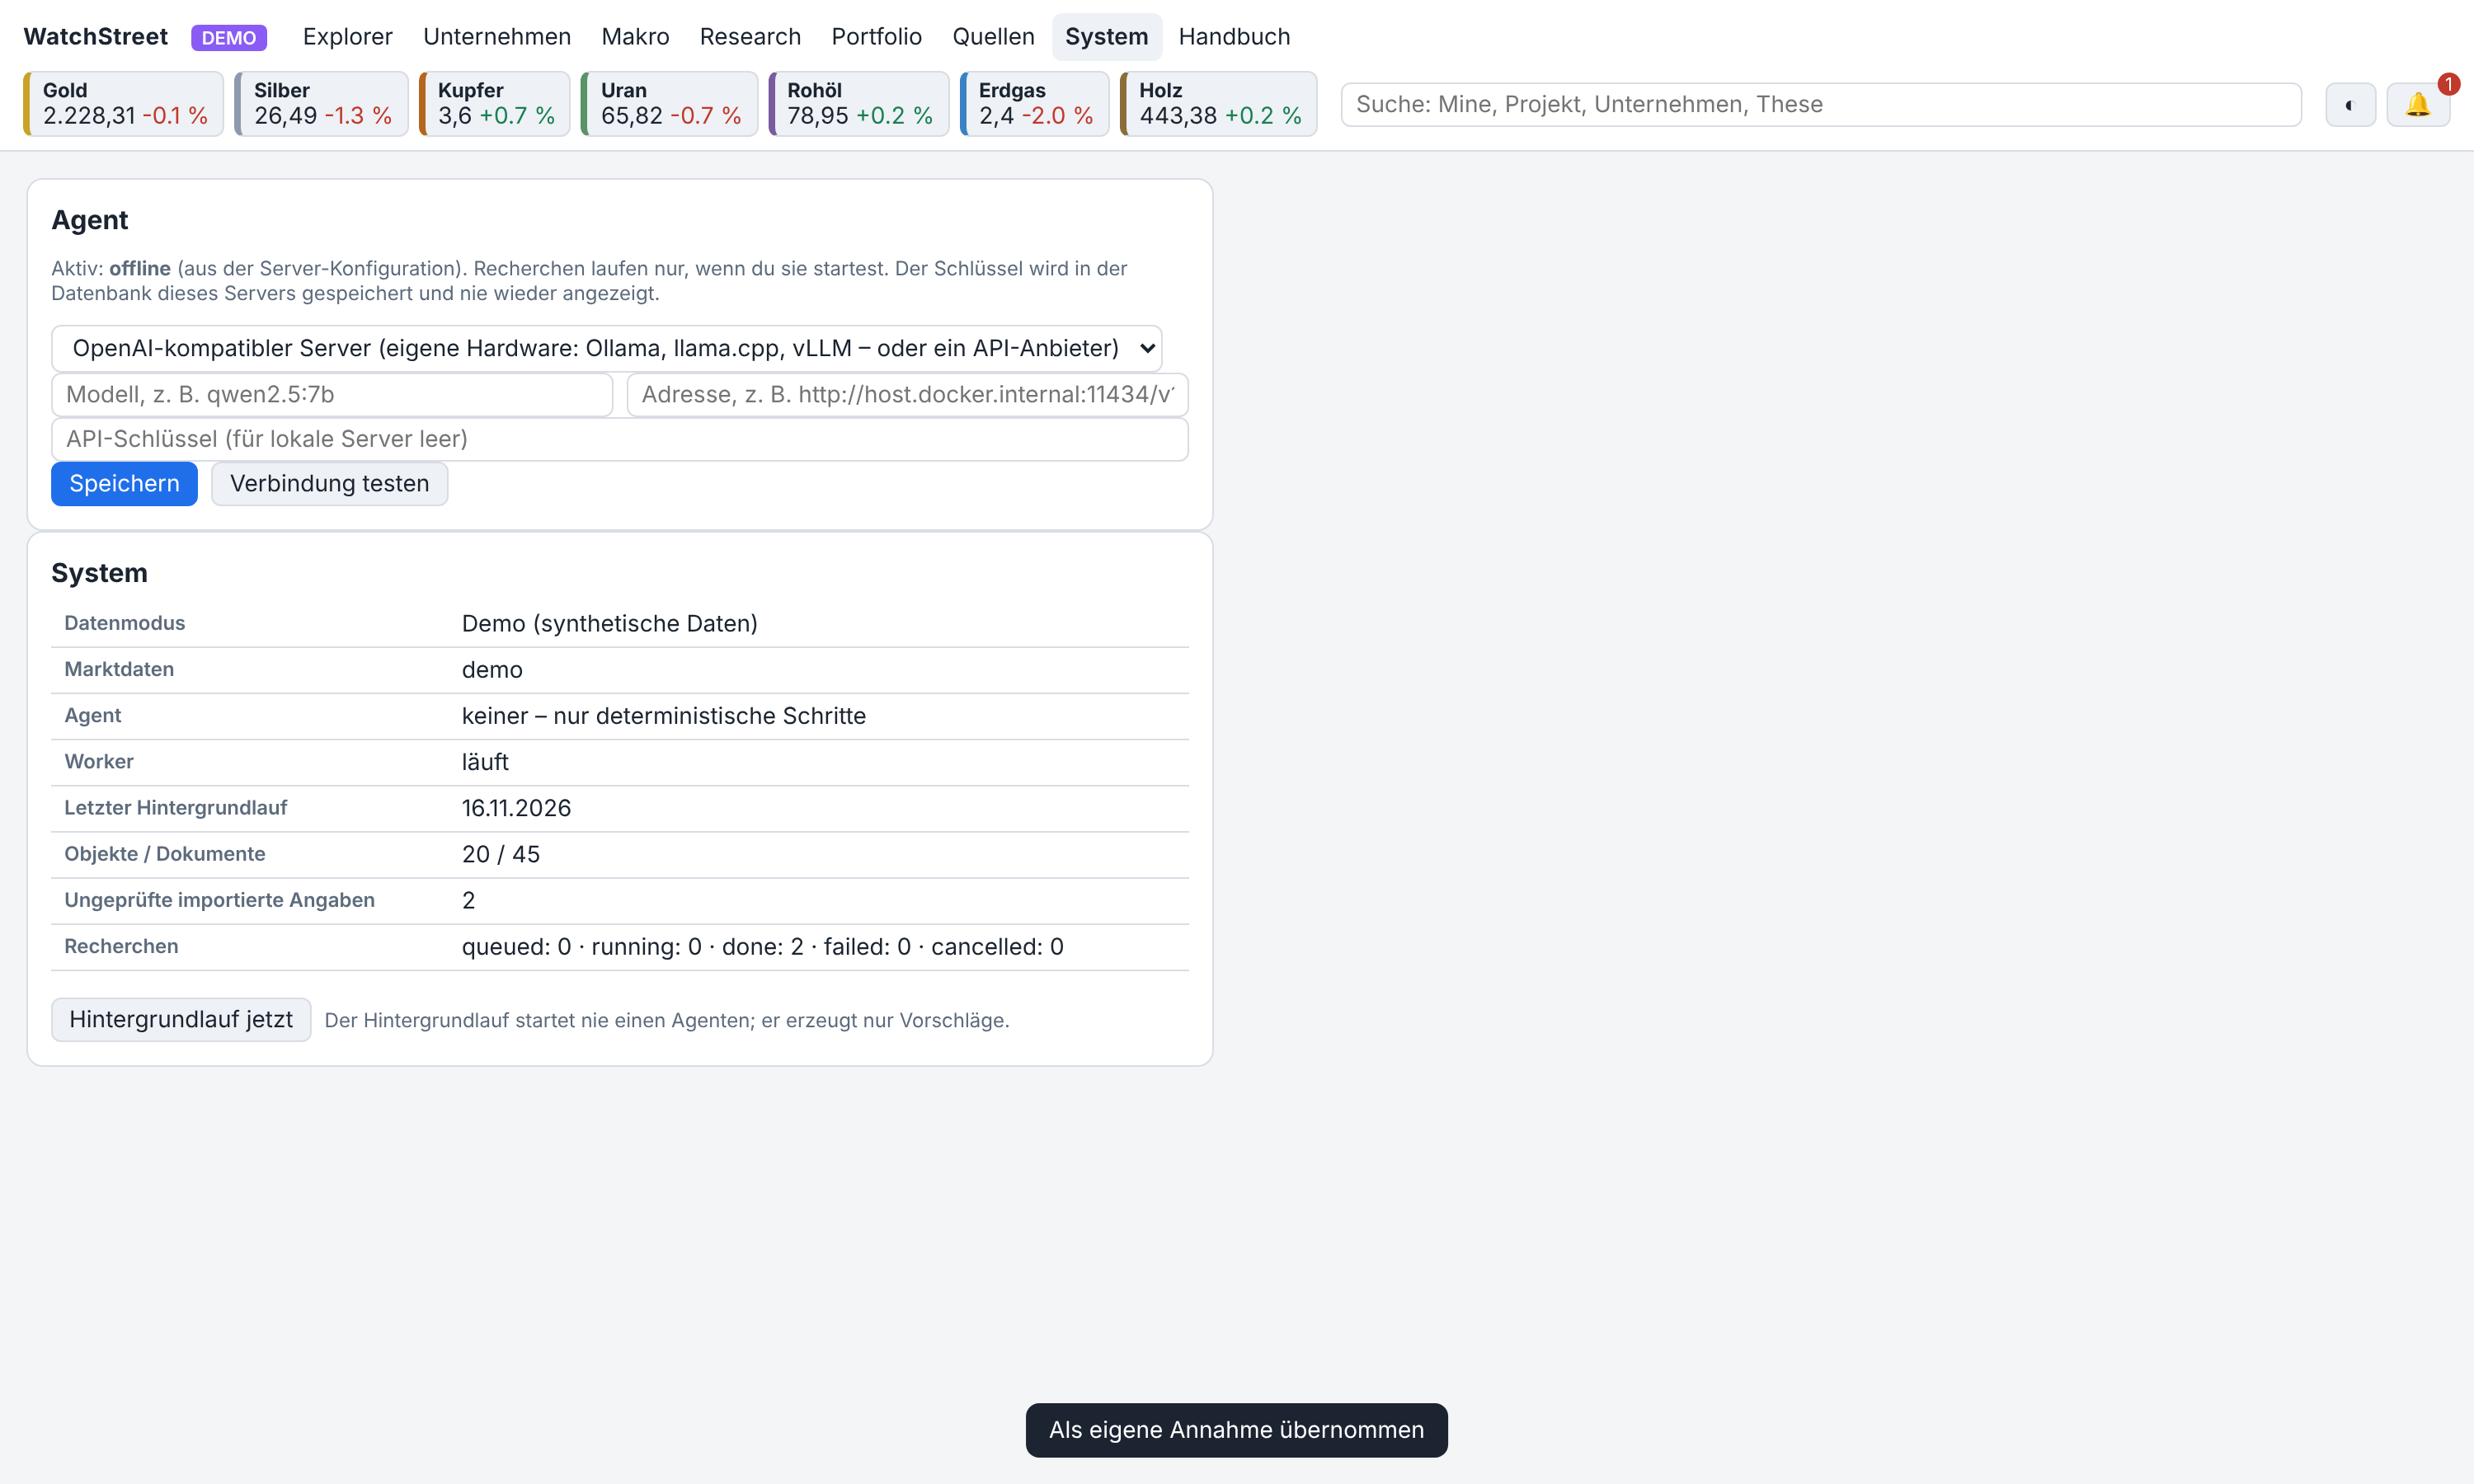 WatchStreet DEMO Explorer Unternehmen Makro Research Portfolio Quellen System Handbuch
Gold
2.228,31 -0.1 %
Silber
26,49 -1.3 %
Kupfer
3,6 +0.7 %
Uran
65,82 -0.7 %
Rohöl
78,95 +0.2 %
Erdgas
2,4 -2.0 %
Holz
443,38 +0.2 %
Suche: Mine, Projekt, Unternehmen, These
1
Agent
Aktiv: offline (aus der Server-Konfiguration). Recherchen laufen nur, wenn du sie startest. Der Schlüssel wird in der
Datenbank dieses Servers gespeichert und nie wieder angezeigt.
OpenAI-kompatibler Server (eigene Hardware: Ollama, llama.cpp, vLLM – oder ein API-Anbieter)
Modell, z. B. qwen2.5:7b
Adresse, z. B. http://host.docker.internal:11434/v
API-Schlüssel (für lokale Server leer)
Speichern
Verbindung testen
System
Datenmodus Demo (synthetische Daten)
Marktdaten demo
Agent keiner – nur deterministische Schritte
Worker läuft
Letzter Hintergrundlauf 16.11.2026
Objekte / Dokumente 20 / 45
Ungeprüfte importierte Angaben 2
Recherchen queued: 0 · running: 0 · done: 2 · failed: 0 · cancelled: 0
Hintergrundlauf jetzt Der Hintergrundlauf startet nie einen Agenten; er erzeugt nur Vorschläge.
Als eigene Annahme übernommen